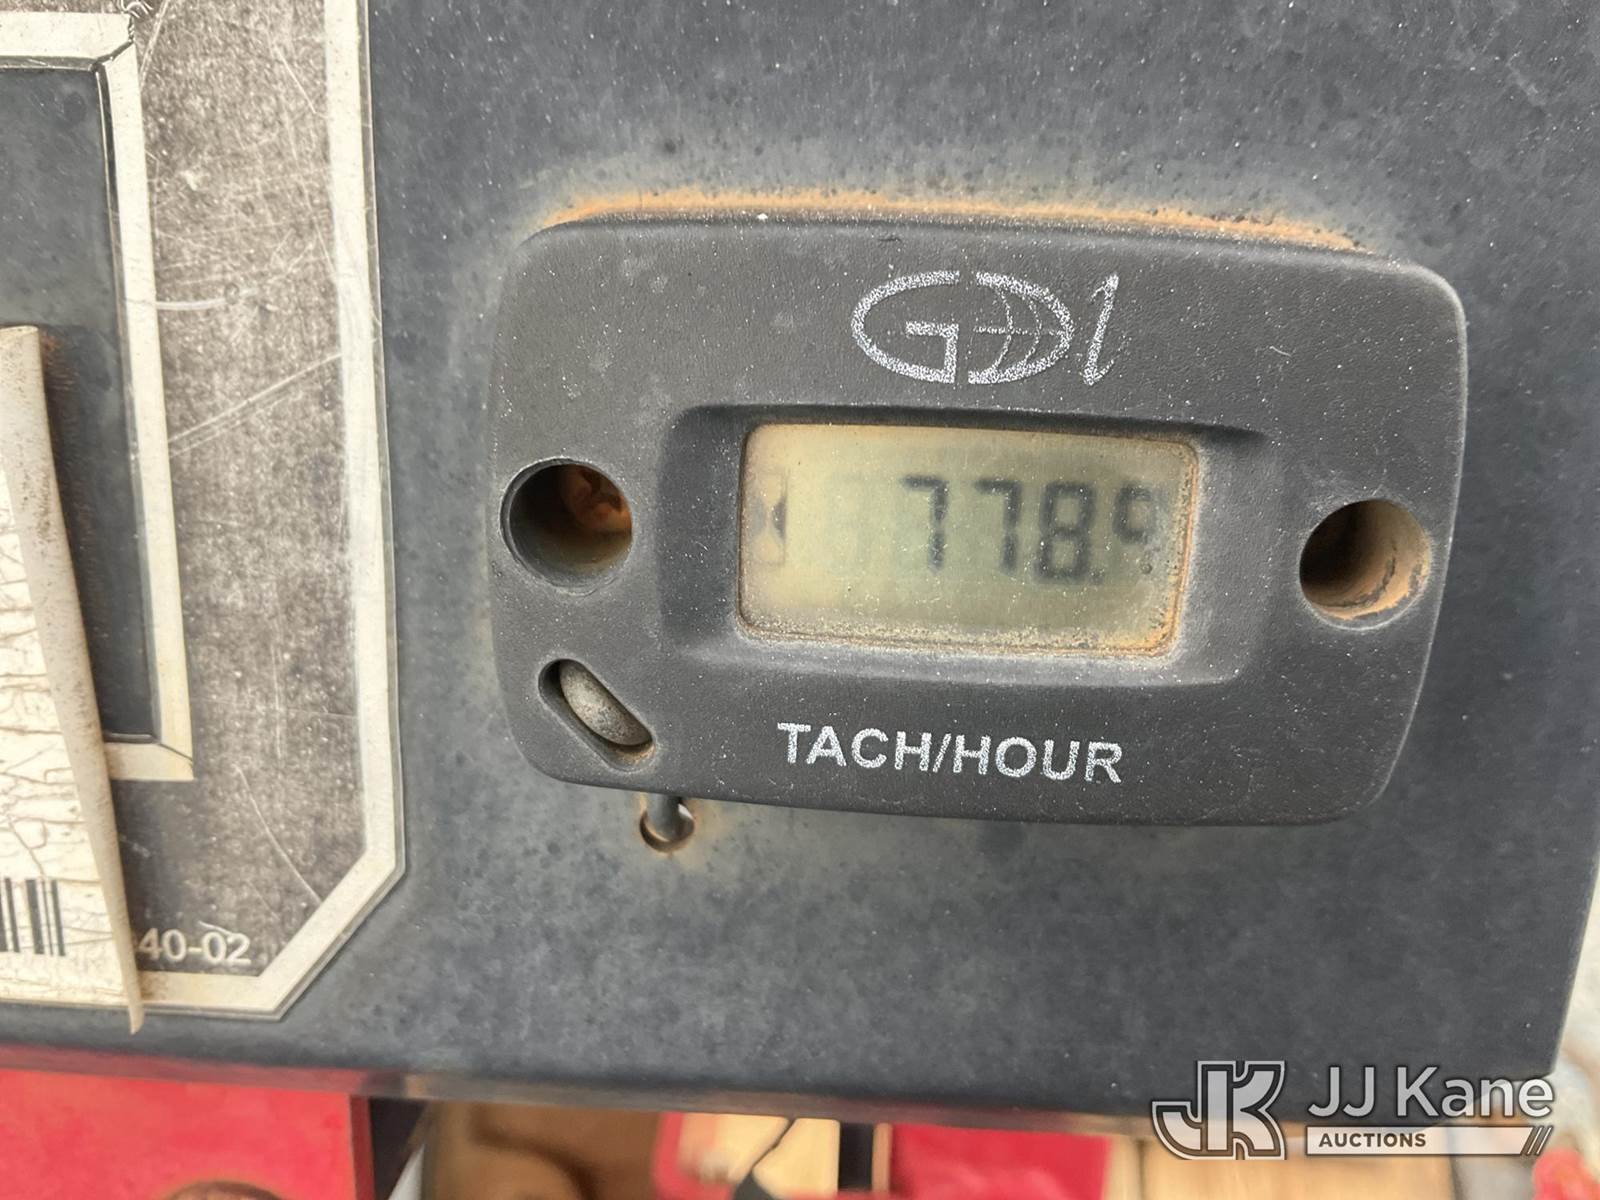 GDI
778.9
TACH/HOUR
40-02
JJ Kane
AUCTIONS